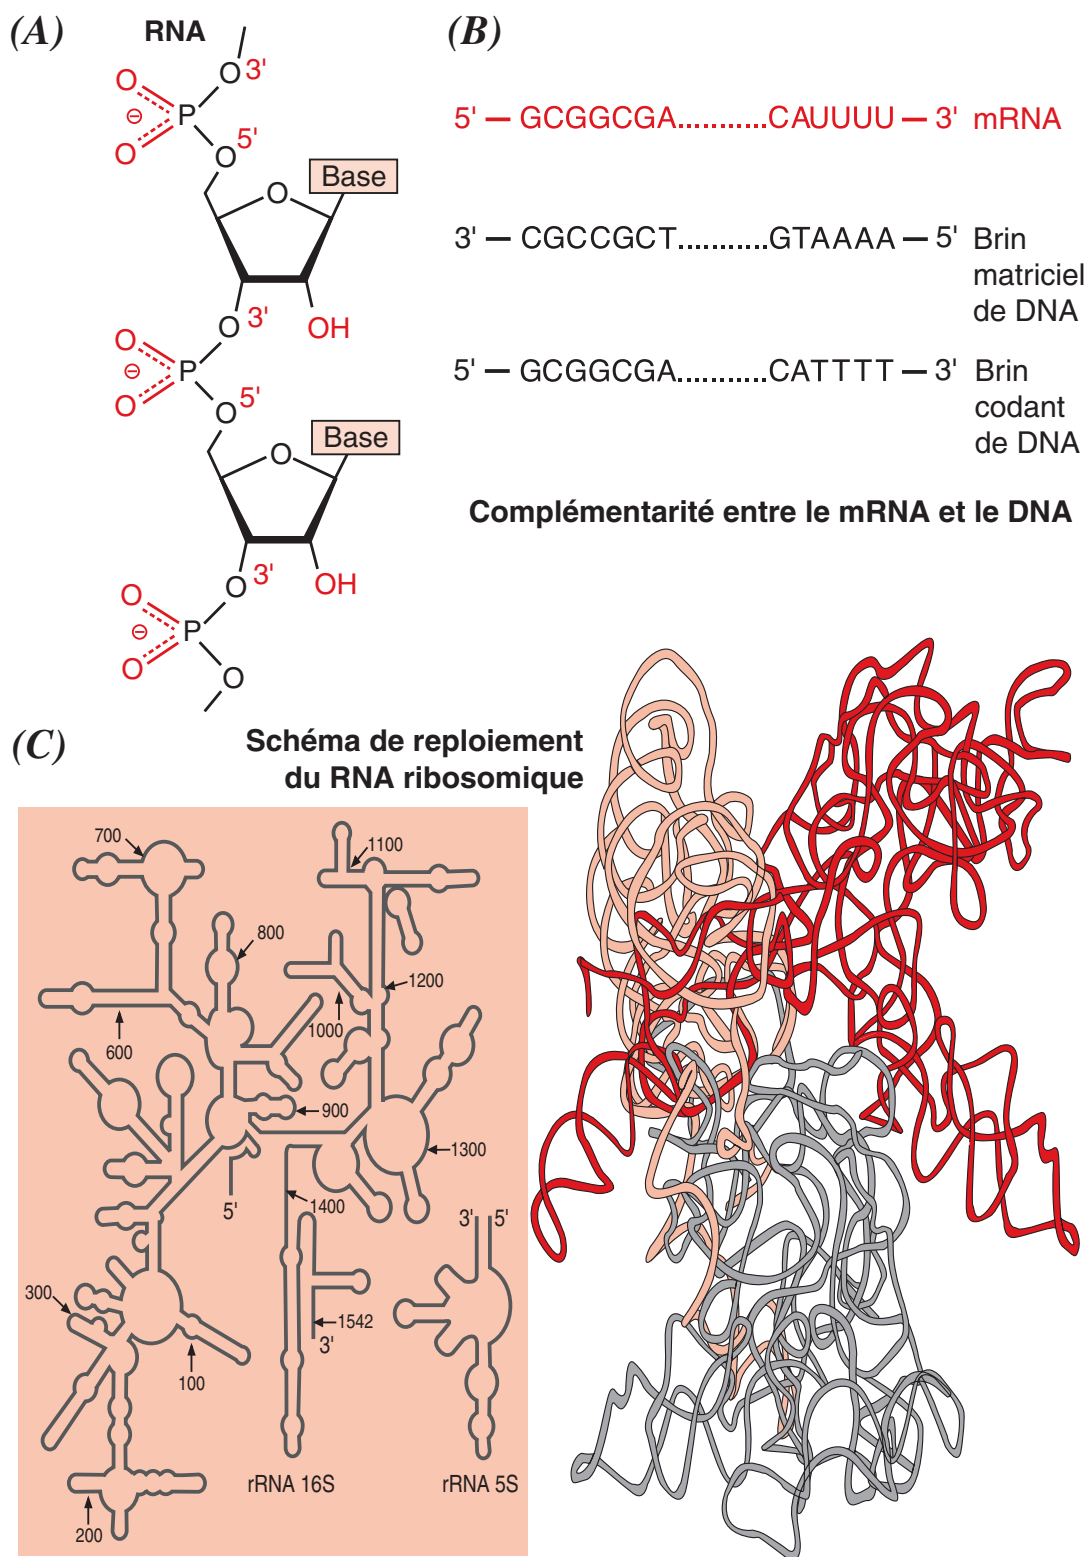 (A)
RNA
O
3'
O
P
⊖
O
O
5'
O
Base
O
3'
OH
O
P
⊖
O
O
5'
O
Base
O
3'
OH
O
P
⊖
O
O
(B)
5' — GCGGCGA...........CAUUUU — 3' mRNA
3' — CGCCGCT...........GTAAAA — 5' Brin
matriciel
de DNA
5' — GCGGCGA...........CATTTT — 3' Brin
codant
de DNA
Complémentarité entre le mRNA et le DNA
(C)
Schéma de reploiement
du RNA ribosomique
700
1100
800
1200
1000
600
900
1300
5'
1400
3' 5'
300
1542
3'
100
rRNA 16S
rRNA 5S
200